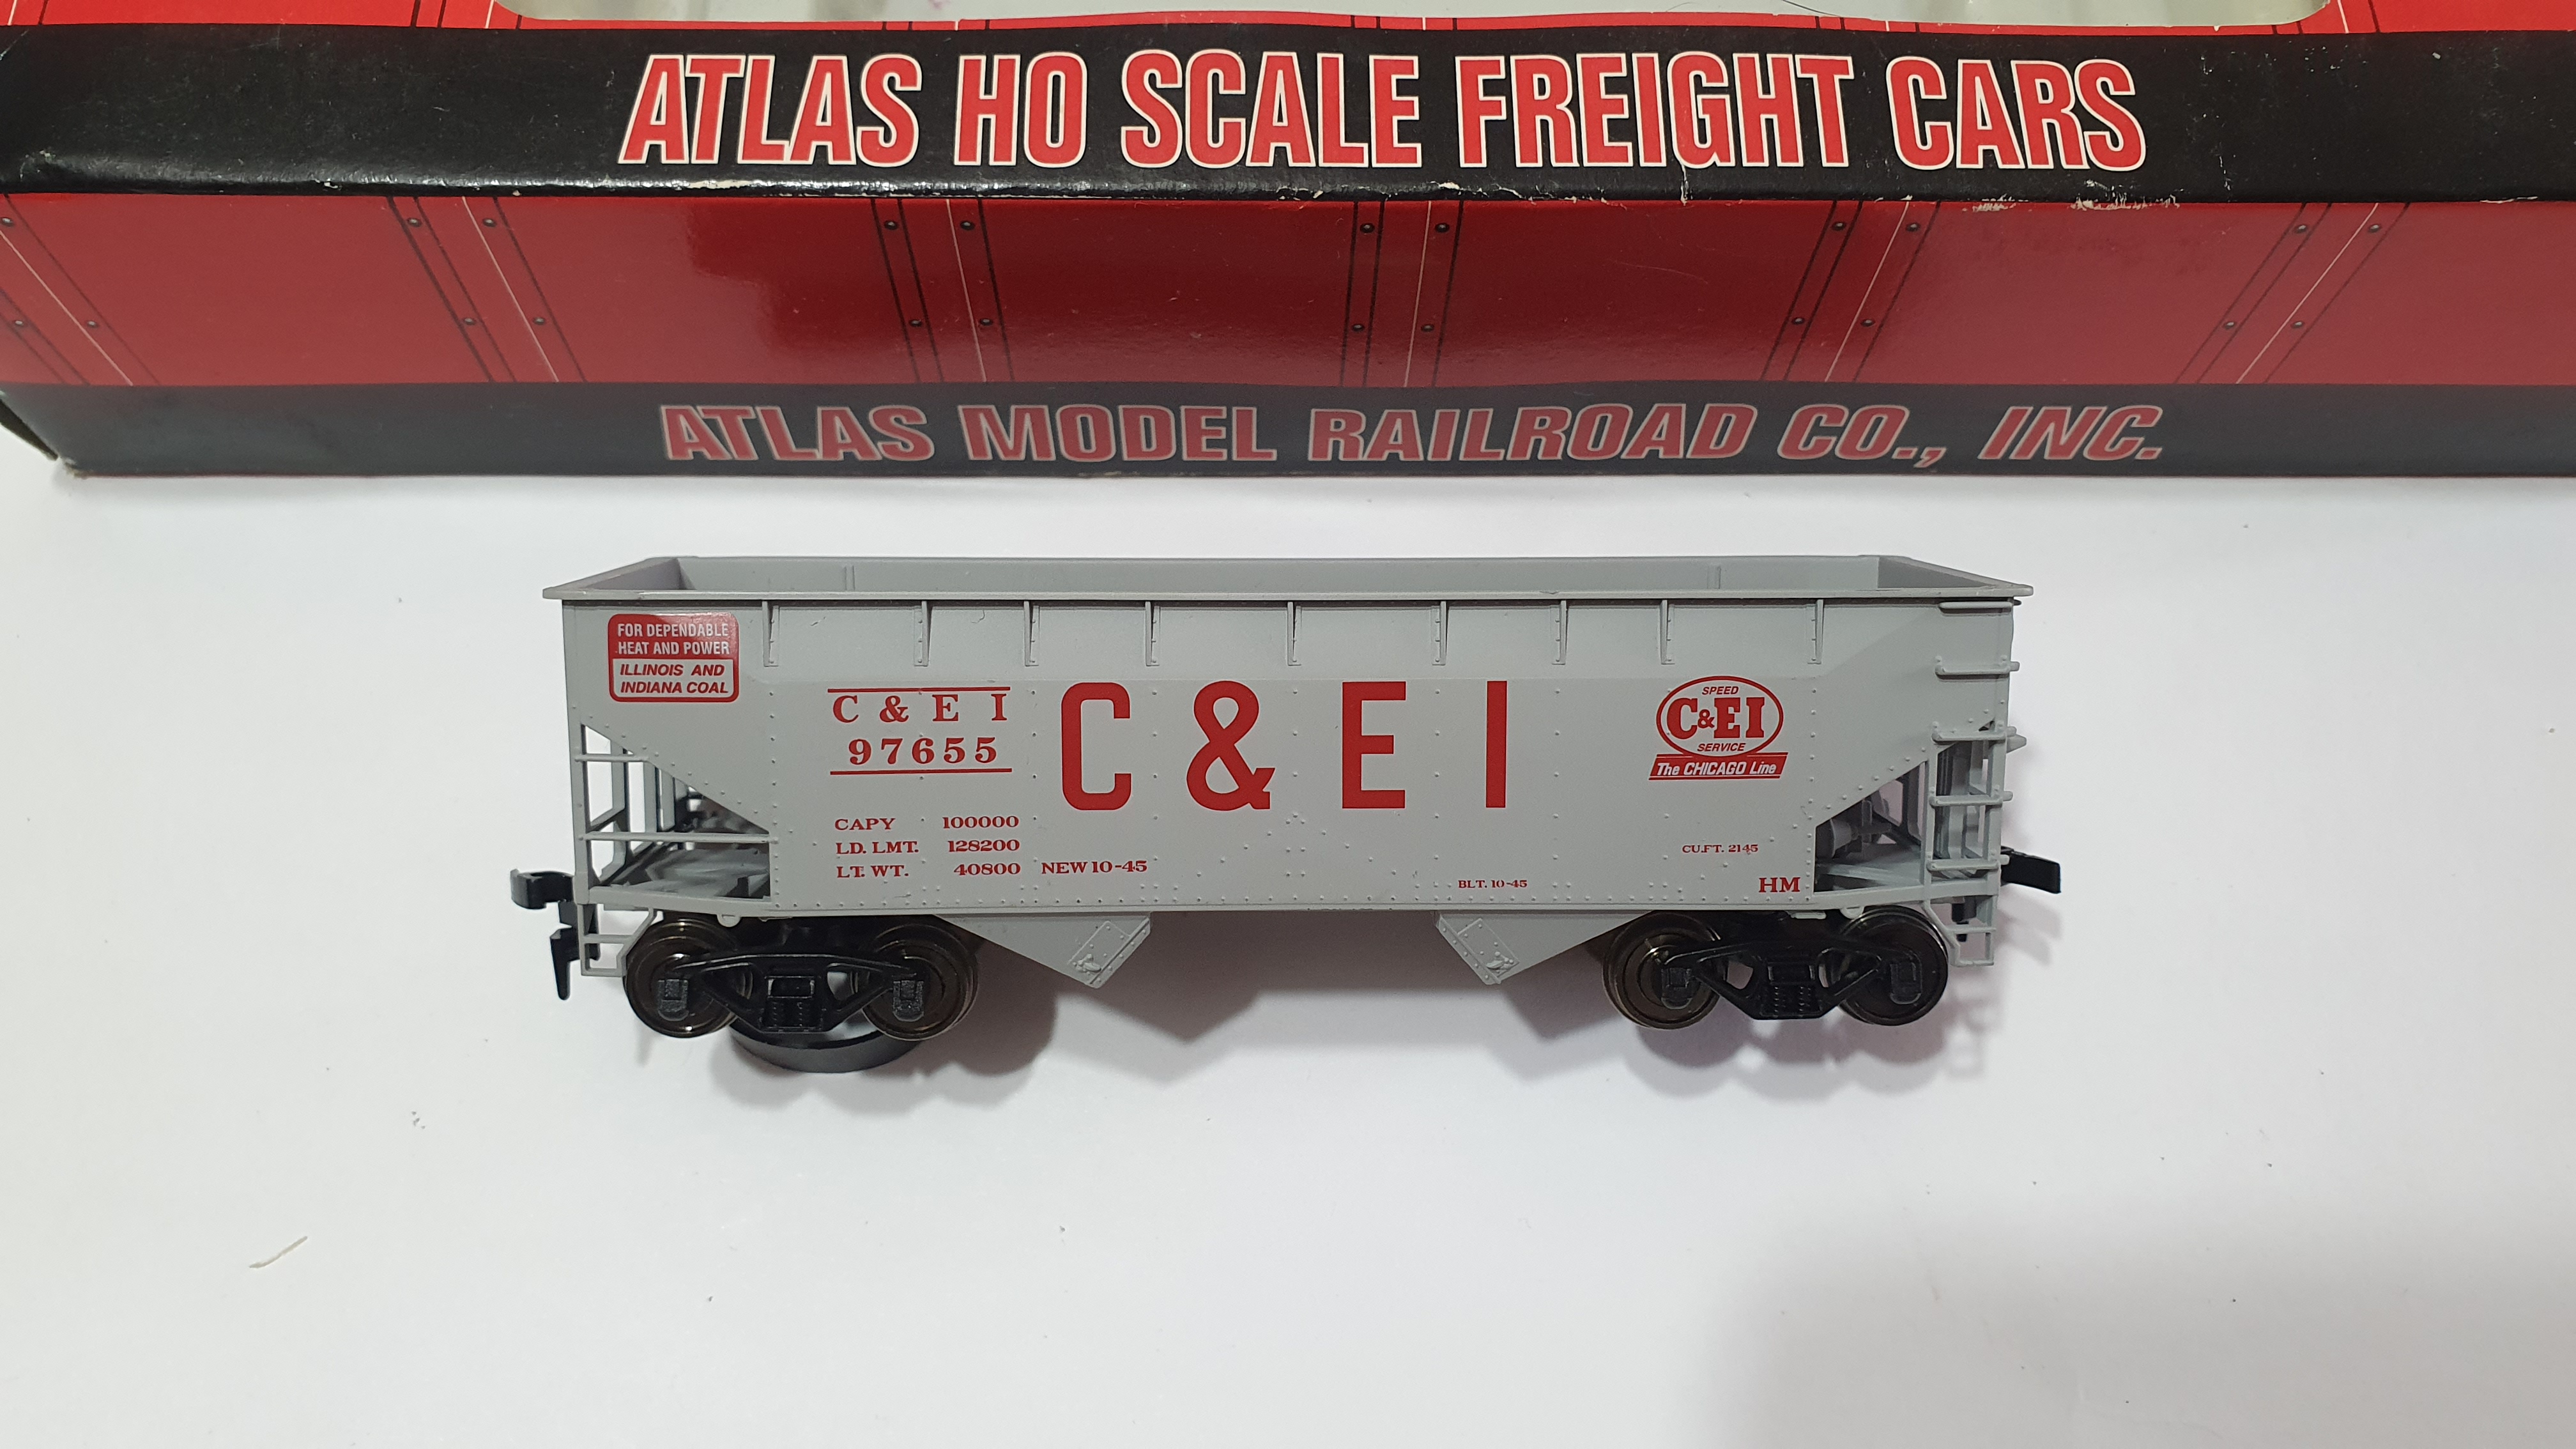 ATLAS HO SCALE FREIGHT CARS
ATLAS MODEL RAILROAD CO., INC.
FOR DEPENDABLE
HEAT AND POWER
ILLINOIS AND
INDIANA COAL
C & E I
97655
C & E I
SPEED
C&EI
SERVICE
The CHICAGO Line
CAPY 100000
LD. LMT. 128200
LT. WT. 40800 NEW 10-45
CU.FT. 2145
BLT. 10-45
HM